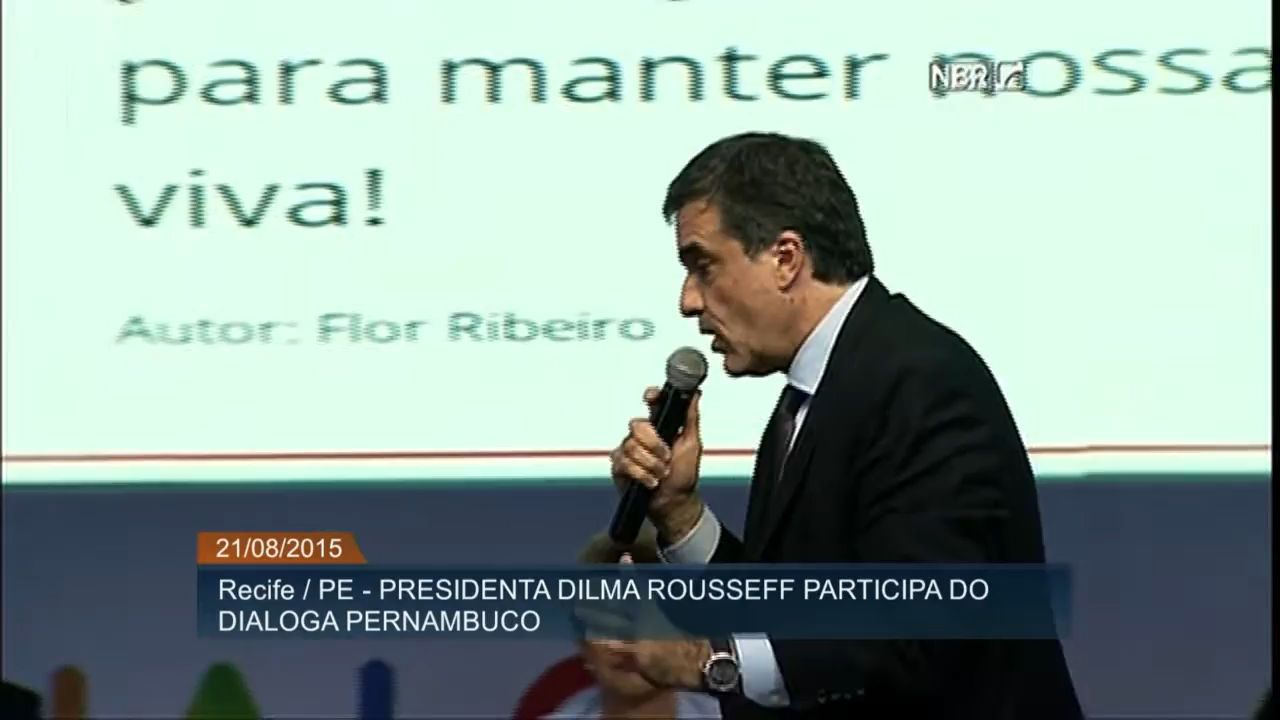 para manter nossa
NBR
viva!
Autor: Flor Ribeiro
21/08/2015
Recife / PE - PRESIDENTA DILMA ROUSSEFF PARTICIPA DO
DIALOGA PERNAMBUCO